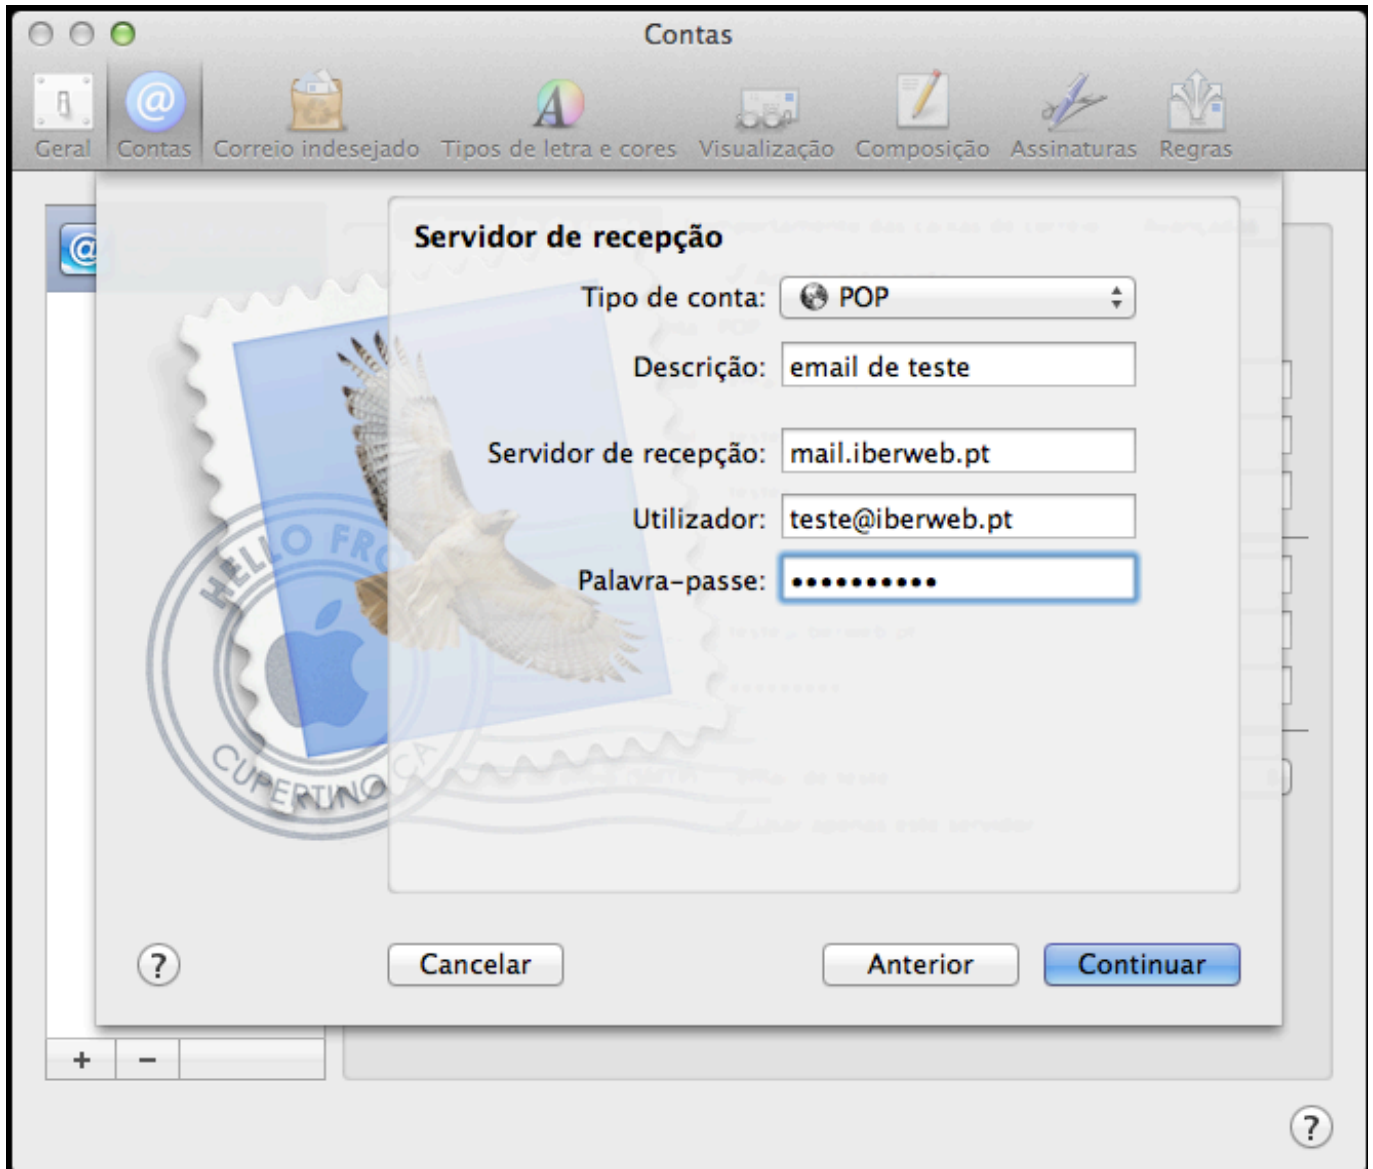 Contas
@
A
Geral Contas Correio indesejado Tipos de letra e cores Visualização Composição Assinaturas Regras
@
Servidor de recepção
Tipo de conta: POP
Descrição: email de teste
Servidor de recepção: mail.iberweb.pt
Utilizador: teste@iberweb.pt
Palavra-passe: ••••••••••
HELLO FRO
CUPERTINO CA
? Cancelar Anterior Continuar
+ −
?